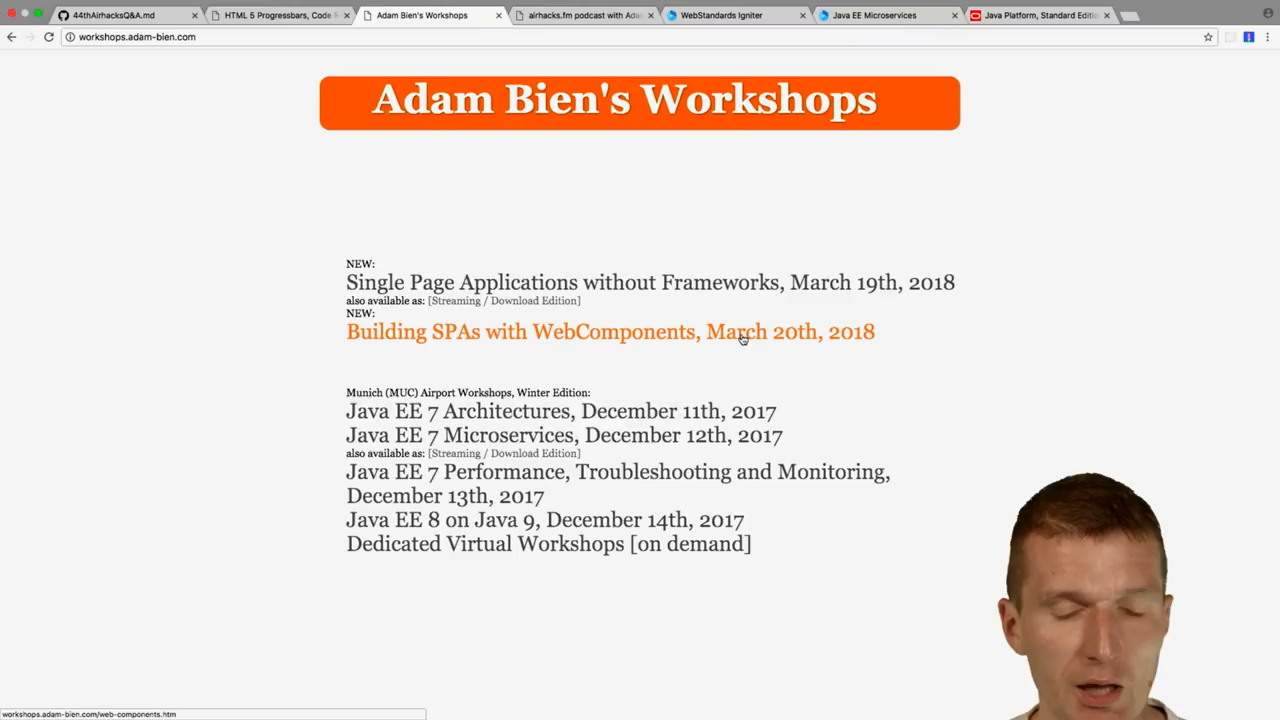 44thAirhacksQ&A.md
HTML 5 Progressbars, Code R
Adam Bien's Workshops
airhacks.fm podcast with Adam
WebStandards Igniter
Java EE Microservices
Java Platform, Standard Editio
workshops.adam-bien.com
Adam Bien's Workshops
NEW:
Single Page Applications without Frameworks, March 19th, 2018
also available as: [Streaming / Download Edition]
NEW:
Building SPAs with WebComponents, March 20th, 2018
Munich (MUC) Airport Workshops, Winter Edition:
Java EE 7 Architectures, December 11th, 2017
Java EE 7 Microservices, December 12th, 2017
also available as: [Streaming / Download Edition]
Java EE 7 Performance, Troubleshooting and Monitoring,
December 13th, 2017
Java EE 8 on Java 9, December 14th, 2017
Dedicated Virtual Workshops [on demand]
workshops.adam-bien.com/web-components.htm